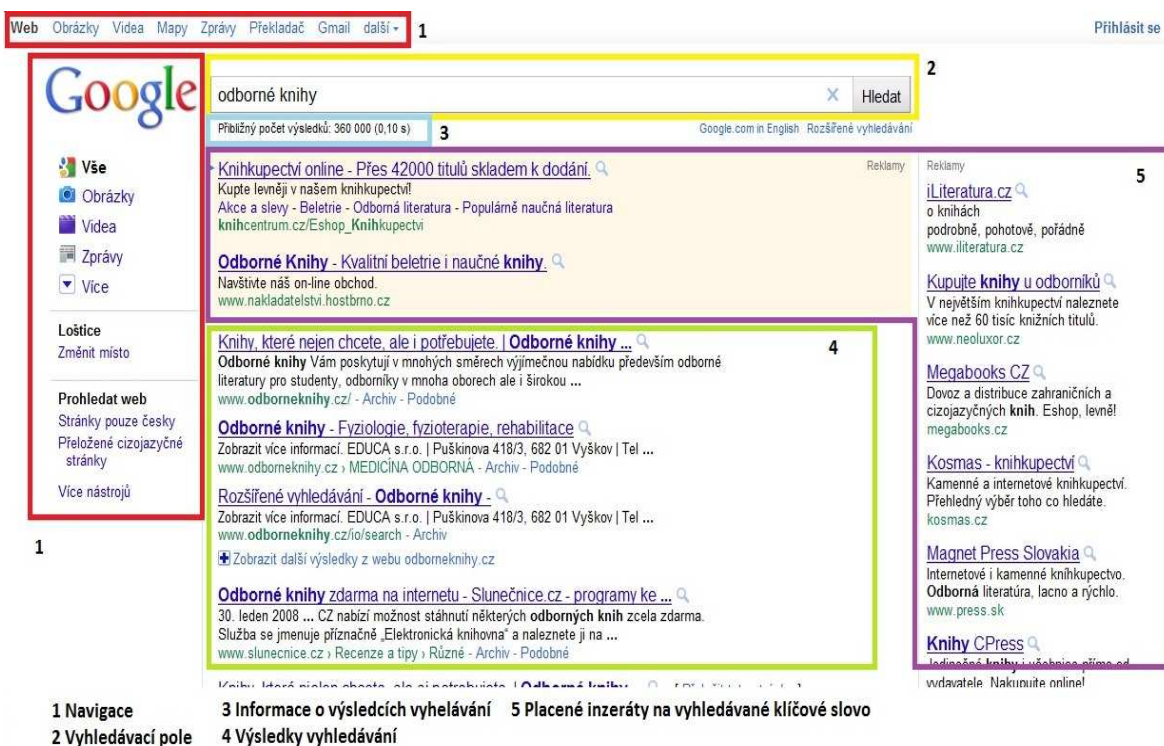 Web Obrázky Videa Mapy Zprávy Překladač Gmail další
1
Přihlásit se
Google
odborné knihy
× Hledat
2
Přibližný počet výsledků: 360 000 (0,10 s)
3
Google.com in English Rozšířené vyhledávání
Vše
Obrázky
Videa
Zprávy
Více
Loštice
Změnit místo
Prohledat web
Stránky pouze česky
Přeložené cizojazyčné
stránky
Více nástrojů
1
Knihkupectví online - Přes 42000 titulů skladem k dodání.
Reklamy
Kupte levněji v našem knihkupectví!
Akce a slevy - Beletrie - Odborná literatura - Populárně naučná literatura
knihcentrum.cz/Eshop_Knihkupectvi
Odborné Knihy - Kvalitní beletrie i naučné knihy.
Navštivte náš on-line obchod.
www.nakladatelstvi.hostbrno.cz
Knihy, které nejen chcete, ale i potřebujete. | Odborné knihy ...
4
Odborné knihy Vám poskytují v mnohých směrech výjimečnou nabídku především odborné
literatury pro studenty, odborníky v mnoha oborech ale i širokou ...
www.odborneknihy.cz/ - Archiv - Podobné
Odborné knihy - Fyziologie, fyzioterapie, rehabilitace
Zobrazit více informací. EDUCA s.r.o. | Puškinova 418/3, 682 01 Vyškov | Tel ...
www.odborneknihy.cz › MEDICÍNA ODBORNÁ - Archiv - Podobné
Rozšířené vyhledávání - Odborné knihy -
Zobrazit více informací. EDUCA s.r.o. | Puškinova 418/3, 682 01 Vyškov | Tel ...
www.odborneknihy.cz/io/search - Archiv
Zobrazit další výsledky z webu odborneknihy.cz
Odborné knihy zdarma na internetu - Slunečnice.cz - programy ke ...
30. leden 2008 ... CZ nabízí možnost stáhnutí některých odborných knih zcela zdarma.
Služba se jmenuje příznačně „Elektronická knihovna“ a naleznete ji na ...
www.slunecnice.cz › Recenze a tipy › Různé - Archiv - Podobné
Reklamy
5
iLiteratura.cz
o knihách
podrobně, pohotově, pořádně
www.iliteratura.cz
Kupujte knihy u odborníků
V největším knihkupectví naleznete
více než 60 tisíc knižních titulů.
www.neoluxor.cz
Megabooks CZ
Dovoz a distribuce zahraničních a
cizojazyčných knih. Eshop, levně!
megabooks.cz
Kosmas - knihkupectví
Kamenné a internetové knihkupectví.
Přehledný výběr toho co hledáte.
kosmas.cz
Magnet Press Slovakia
Internetové i kamenné kníhkupectvo.
Odborná literatúra, lacno a rýchlo.
www.press.sk
Knihy CPress
vydavatele. Nakupujte online!
1 Navigace
2 Vyhledávací pole
3 Informace o výsledcích vyhelávání
4 Výsledky vyhledávání
5 Placené inzeráty na vyhledávané klíčové slovo